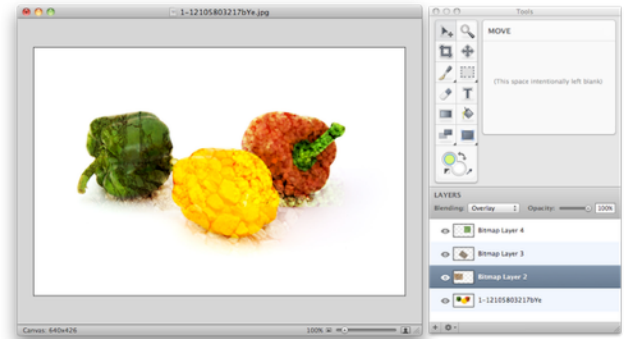 1-12105803217bYe.jpg
Canvas: 640x426
100%
Tools
MOVE
(This space intentionally left blank)
T
LAYERS
Blending: Overlay Opacity: 100%
Bitmap Layer 4
Bitmap Layer 3
Bitmap Layer 2
1-12105803217bYe